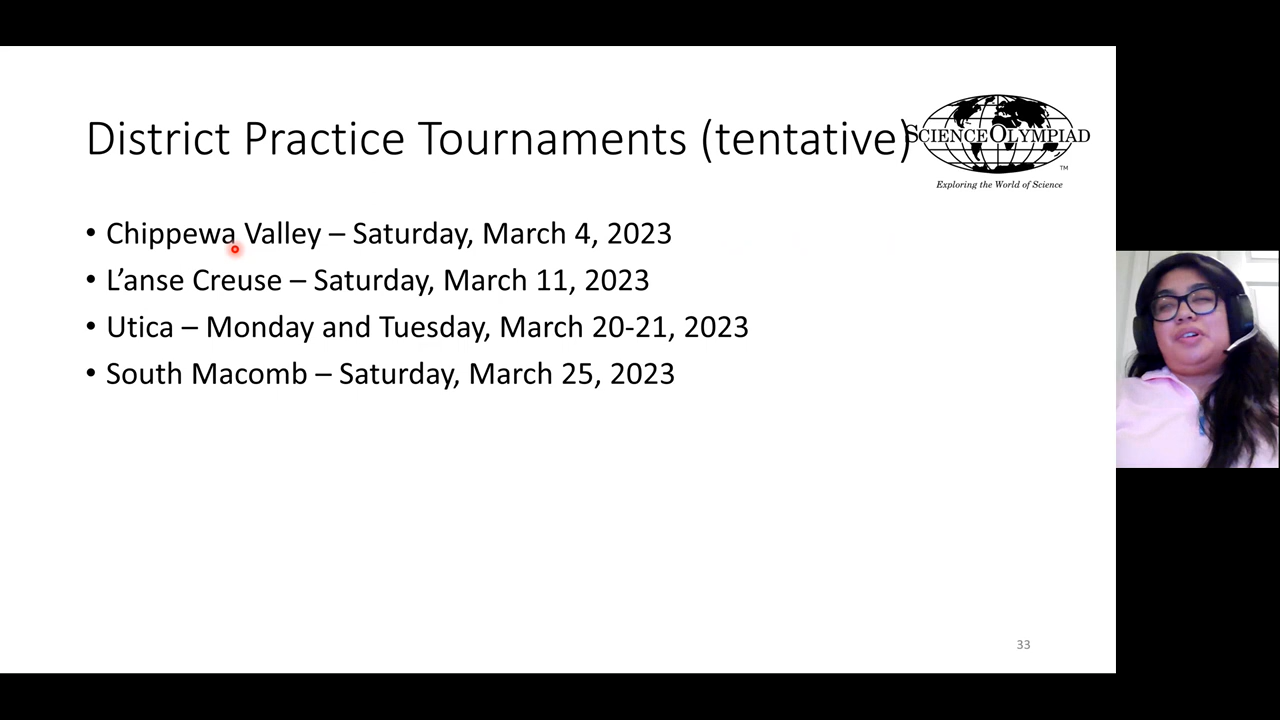 District Practice Tournaments (tentative)
SCIENCE OLYMPIAD
TM
Exploring the World of Science
• Chippewa Valley – Saturday, March 4, 2023
• L’anse Creuse – Saturday, March 11, 2023
• Utica – Monday and Tuesday, March 20-21, 2023
• South Macomb – Saturday, March 25, 2023
33